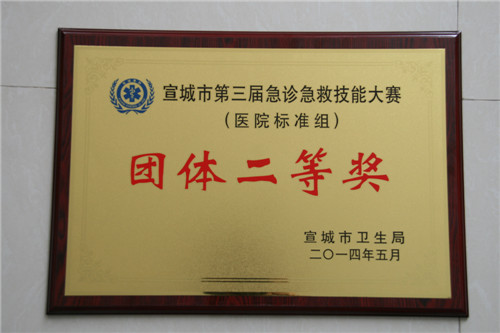 宣城市第三届急诊急救技能大赛
（医院标准组）
团体二等奖
宣城市卫生局
二〇一四年五月